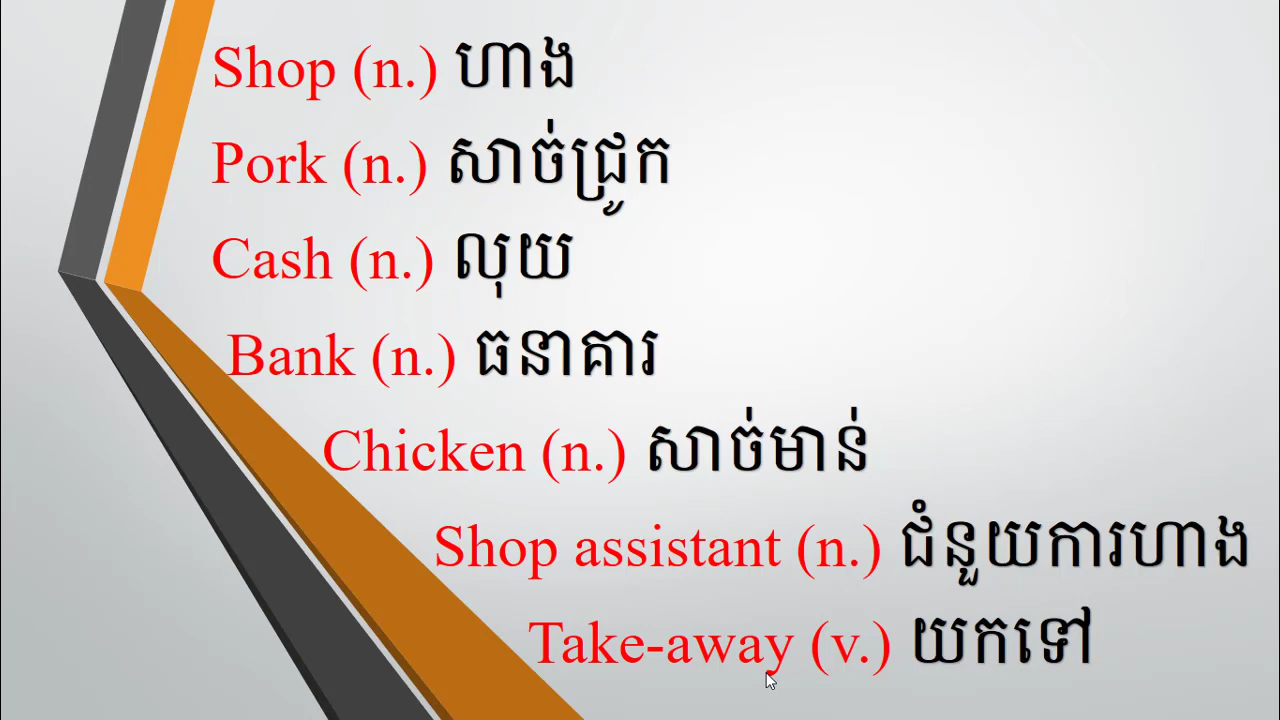 Shop (n.) ហាង
Pork (n.) សាច់ជ្រូក
Cash (n.) លុយ
Bank (n.) ធនាគារ
Chicken (n.) សាច់មាន់
Shop assistant (n.) ជំនួយការហាង
Take-away (v.) យកទៅ